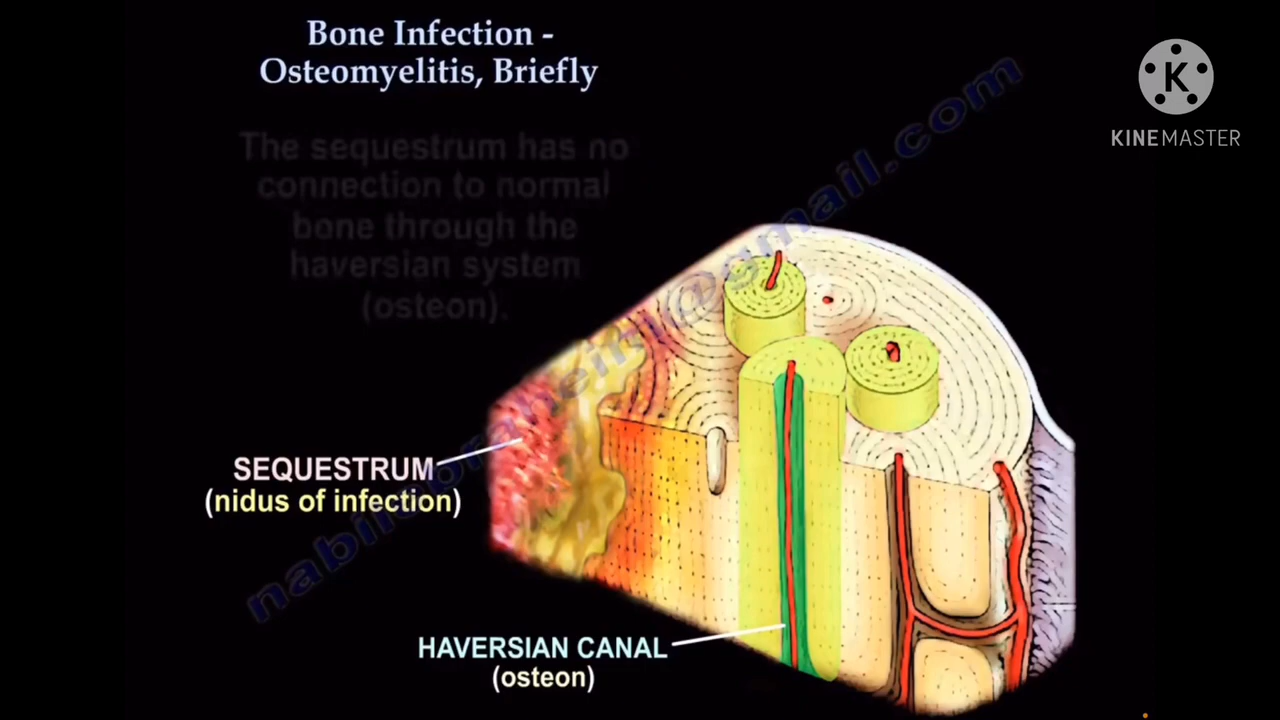 Bone Infection -
Osteomyelitis, Briefly
K
KINEMASTER
The sequestrum has no
connection to normal
bone through the
haversian system
(osteon).
SEQUESTRUM
(nidus of infection)
HAVERSIAN CANAL
(osteon)